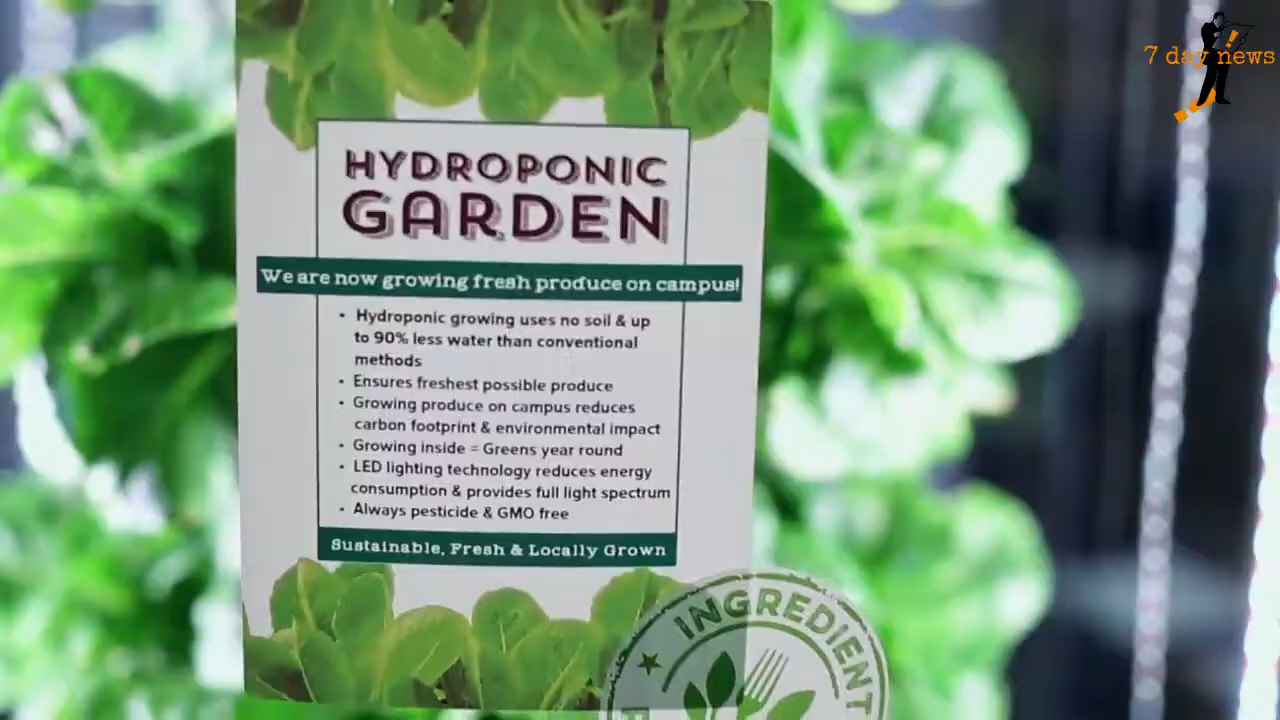 7 day news
HYDROPONIC
GARDEN
We are now growing fresh produce on campus!
• Hydroponic growing uses no soil & up
to 90% less water than conventional
methods
• Ensures freshest possible produce
• Growing produce on campus reduces
carbon footprint & environmental impact
• Growing inside = Greens year round
• LED lighting technology reduces energy
consumption & provides full light spectrum
• Always pesticide & GMO free
Sustainable, Fresh & Locally Grown
INGREDIENT